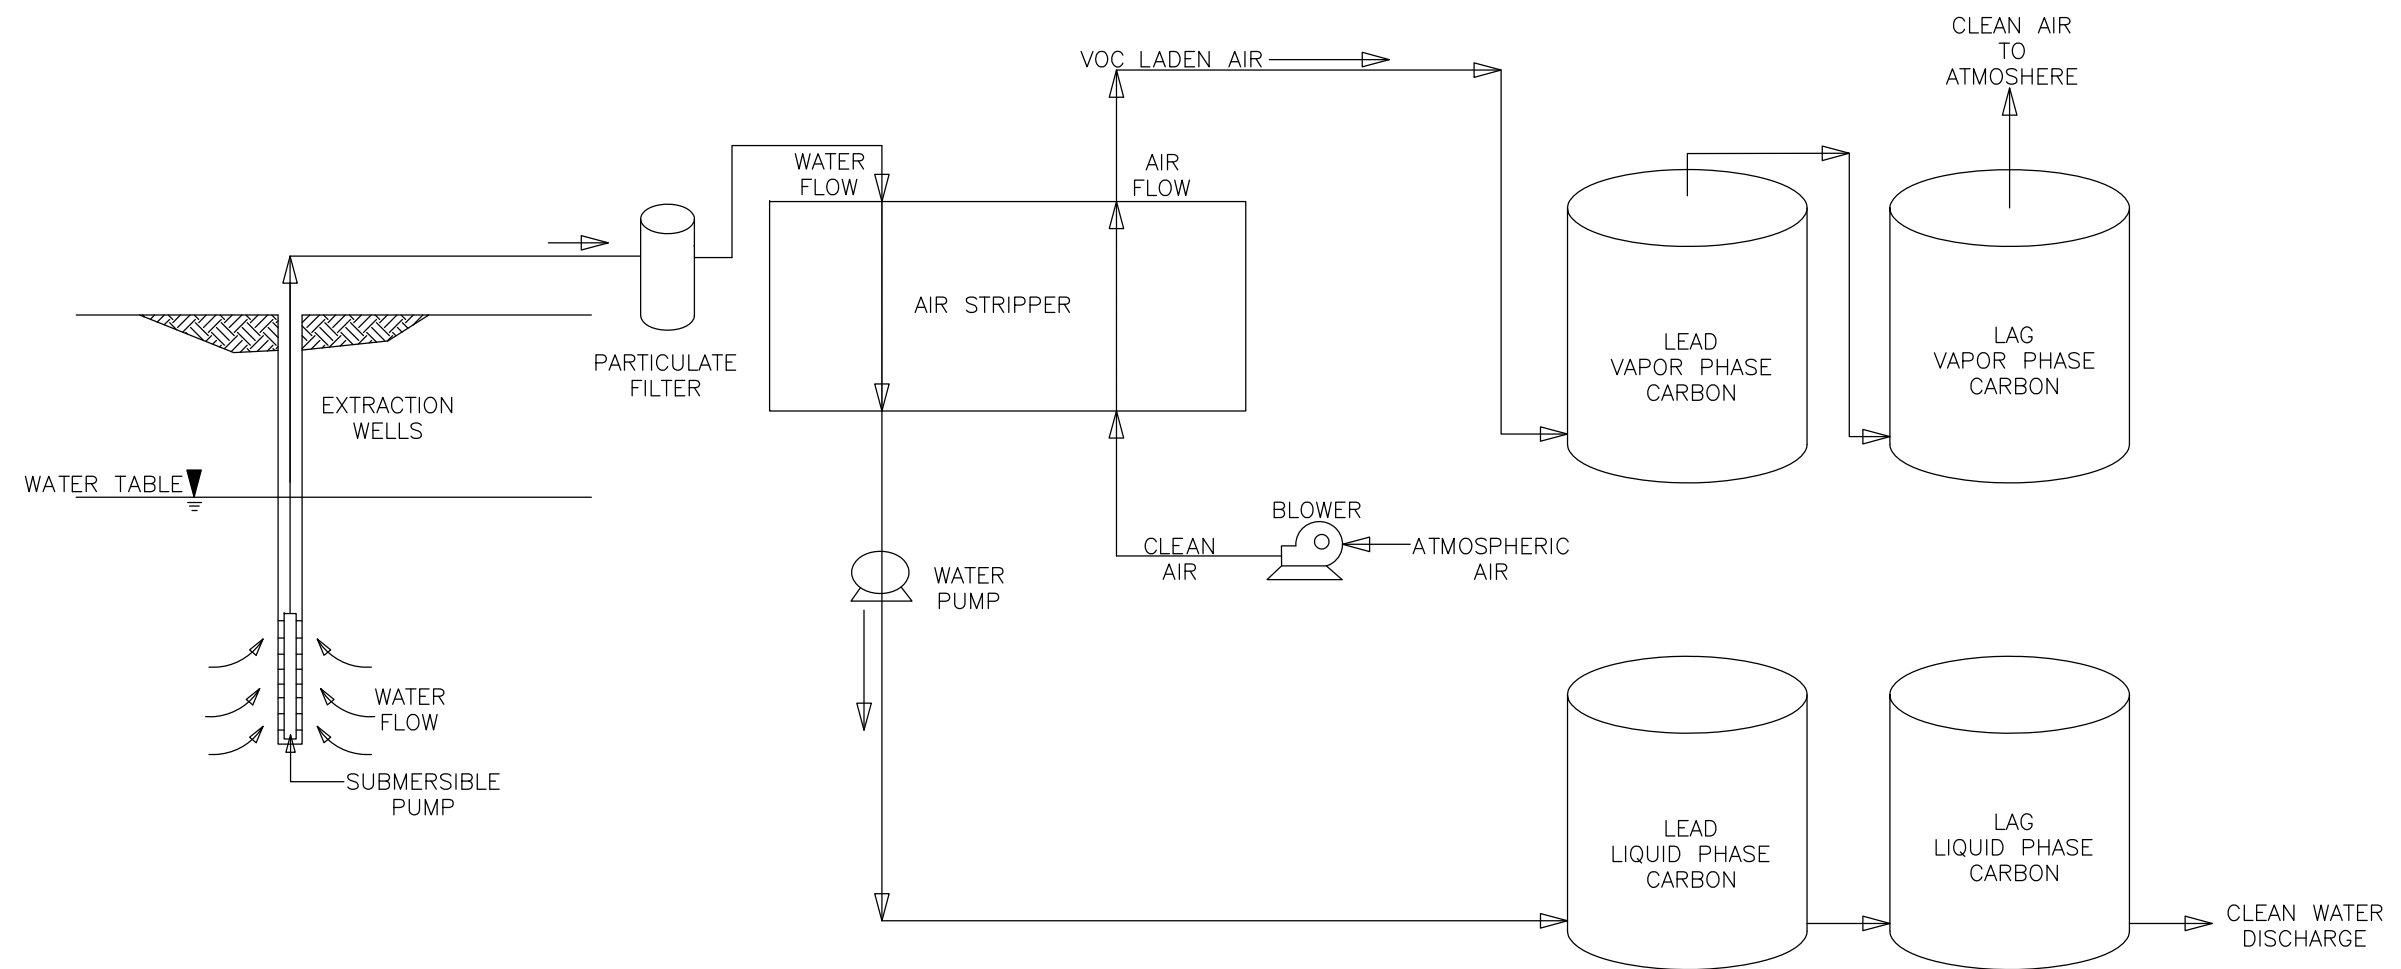 CLEAN AIR
TO
ATMOSHERE
VOC LADEN AIR
WATER
FLOW
AIR
FLOW
AIR STRIPPER
PARTICULATE
FILTER
EXTRACTION
WELLS
WATER TABLE
LEAD
VAPOR PHASE
CARBON
LAG
VAPOR PHASE
CARBON
BLOWER
CLEAN
AIR
ATMOSPHERIC
AIR
WATER
PUMP
WATER
FLOW
SUBMERSIBLE
PUMP
LEAD
LIQUID PHASE
CARBON
LAG
LIQUID PHASE
CARBON
CLEAN WATER
DISCHARGE